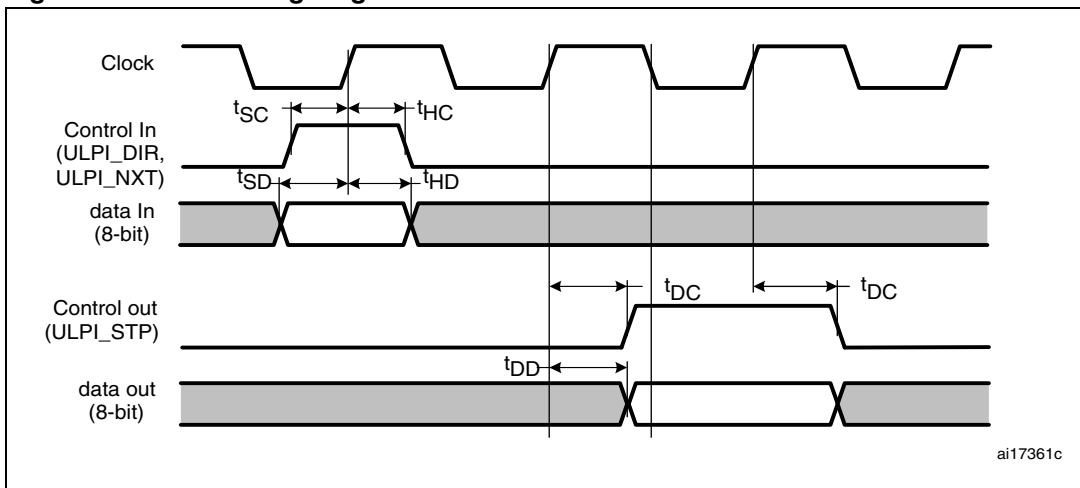 Clock
tSC
tHC
Control In
(ULPI_DIR,
ULPI_NXT)
tSD
tHD
data In
(8-bit)
Control out
(ULPI_STP)
tDC
tDC
tDD
data out
(8-bit)
ai17361c